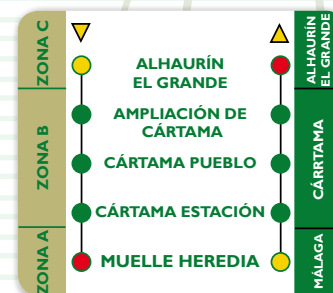 ZONA C
ZONA B
ZONA A
ALHAURÍN
EL GRANDE
AMPLIACIÓN DE
CÁRTAMA
CÁRTAMA PUEBLO
CÁRTAMA ESTACIÓN
MUELLE HEREDIA
ALHAURÍN
EL GRANDE
CÁRRTAMA
MÁLAGA